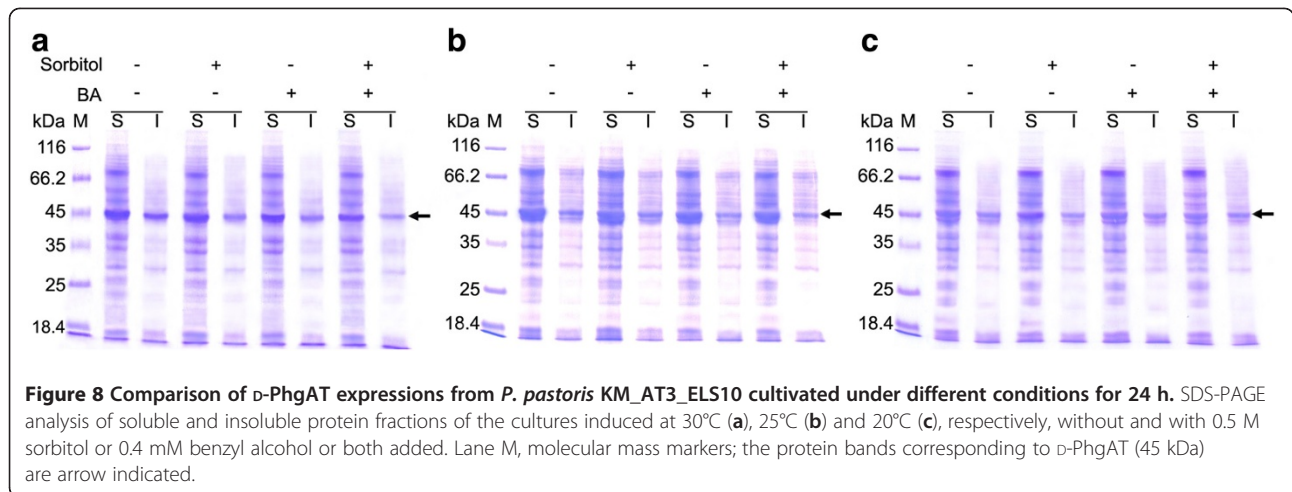 a b c
Sorbitol - + - + - + - + - + - +
BA - - + + - - + + - - + +
kDa M S I S I S I S I kDa M S I S I S I S I kDa M S I S I S I S I
116 116 116
66.2 66.2 66.2
45 45 45
35 35 35
25 25 25
18.4 18.4 18.4
Figure 8 Comparison of D-PhgAT expressions from P. pastoris KM_AT3_ELS10 cultivated under different conditions for 24 h. SDS-PAGE
analysis of soluble and insoluble protein fractions of the cultures induced at 30°C (a), 25°C (b) and 20°C (c), respectively, without and with 0.5 M
sorbitol or 0.4 mM benzyl alcohol or both added. Lane M, molecular mass markers; the protein bands corresponding to D-PhgAT (45 kDa)
are arrow indicated.